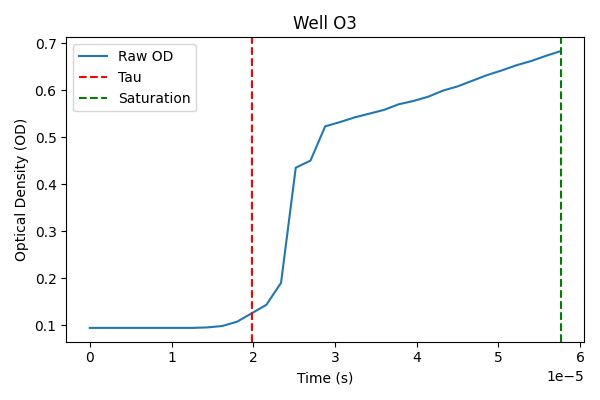 Well O3
Raw OD
Tau
Saturation
Optical Density (OD)
0.7
0.6
0.5
0.4
0.3
0.2
0.1
0 1 2 3 4 5 6
1e−5
Time (s)